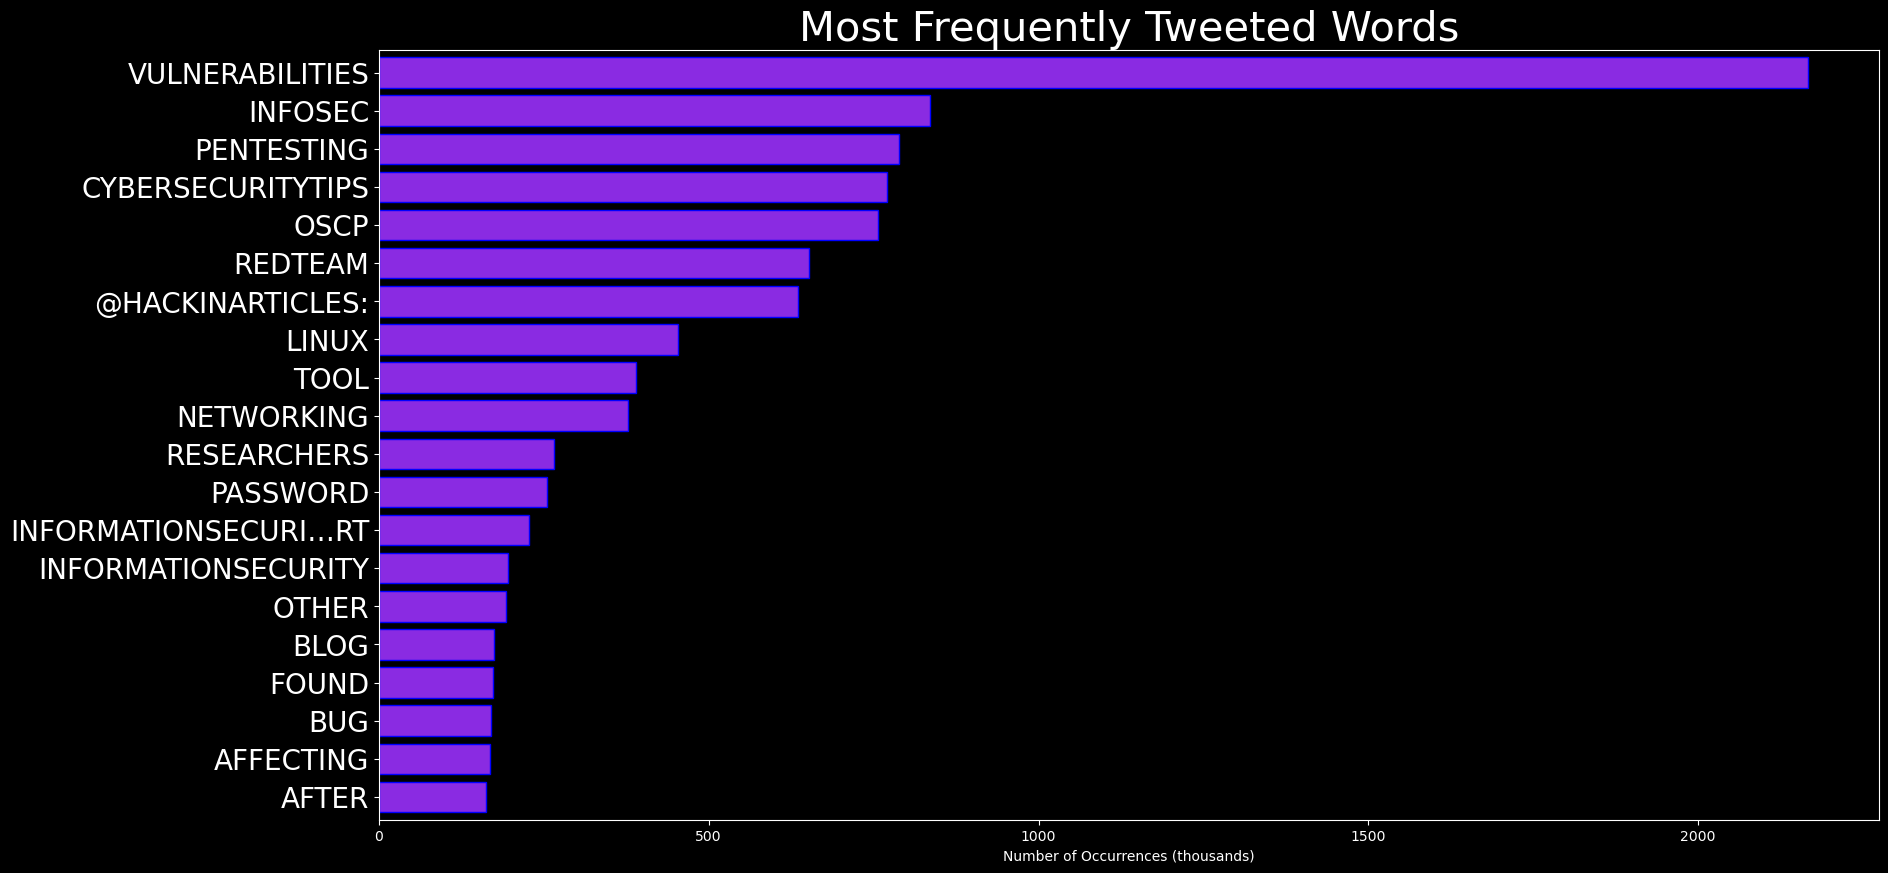 Most Frequently Tweeted Words
VULNERABILITIES
INFOSEC
PENTESTING
CYBERSECURITYTIPS
OSCP
REDTEAM
@HACKINARTICLES:
LINUX
TOOL
NETWORKING
RESEARCHERS
PASSWORD
INFORMATIONSECURI…RT
INFORMATIONSECURITY
OTHER
BLOG
FOUND
BUG
AFFECTING
AFTER
0 500 1000 1500 2000
Number of Occurrences (thousands)